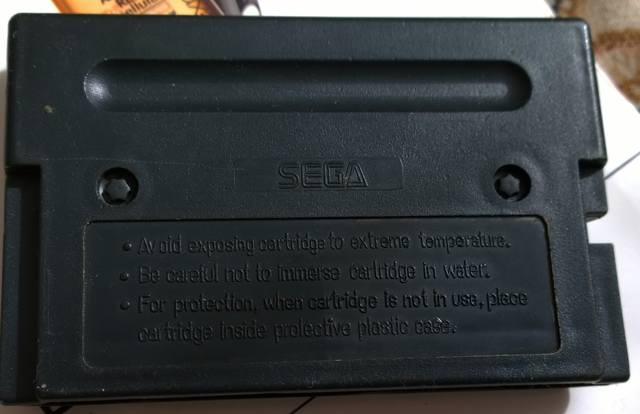 SEGA
• Avoid exposing cartridge to extreme temperature.
• Be careful not to immerse cartridge in water.
• For protection, when cartridge is not in use, place
cartridge inside protective plastic case.